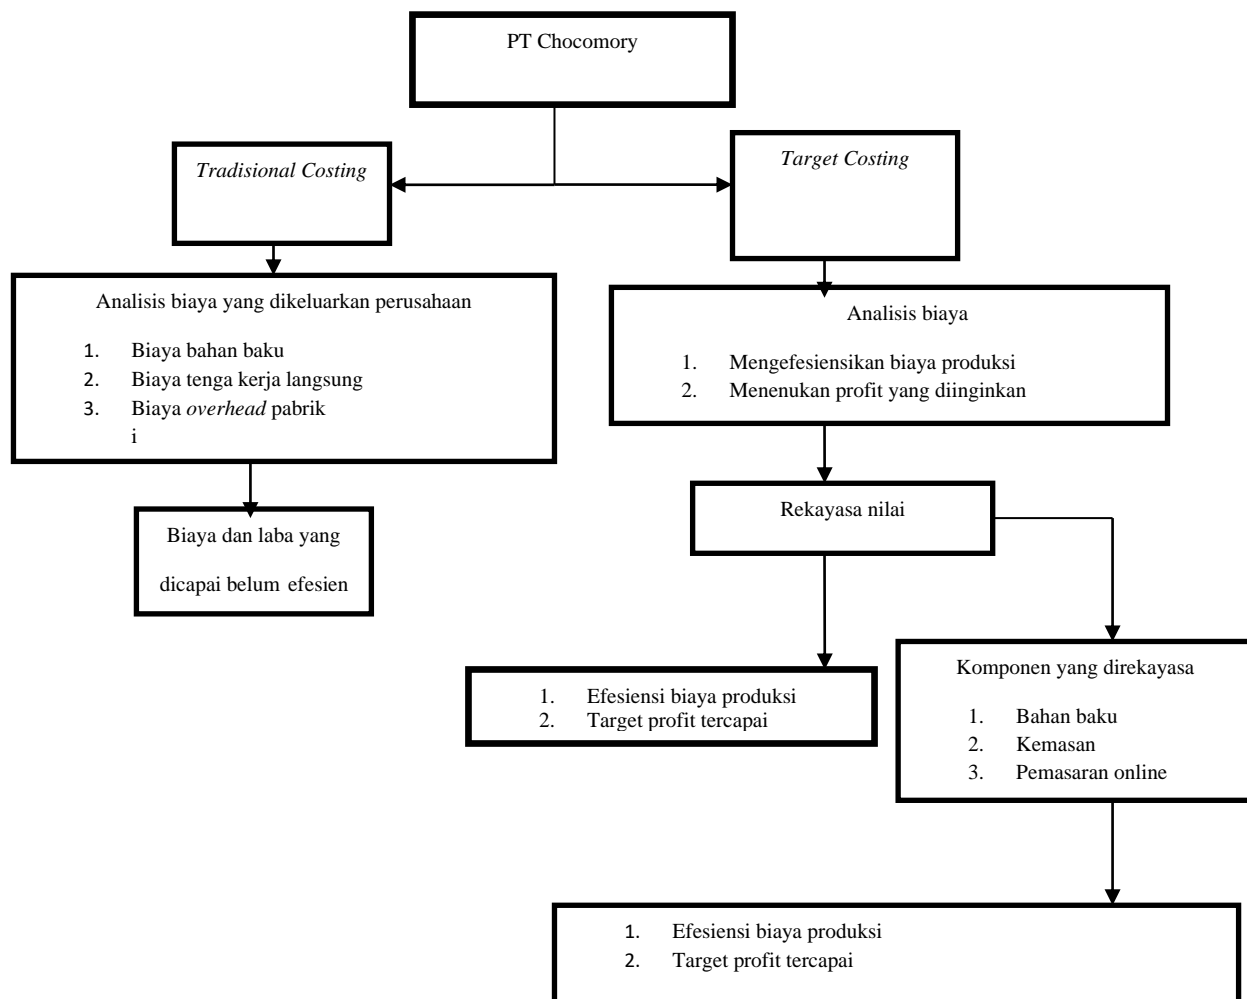 PT Chocomory
Tradisional Costing
Target Costing
Analisis biaya yang dikeluarkan perusahaan
1. Biaya bahan baku
2. Biaya tenga kerja langsung
3. Biaya overhead pabrik
i
Analisis biaya
1. Mengefesiensikan biaya produksi
2. Menenukan profit yang diinginkan
Rekayasa nilai
Biaya dan laba yang
dicapai belum efesien
1. Efesiensi biaya produksi
2. Target profit tercapai
Komponen yang direkayasa
1. Bahan baku
2. Kemasan
3. Pemasaran online
1. Efesiensi biaya produksi
2. Target profit tercapai